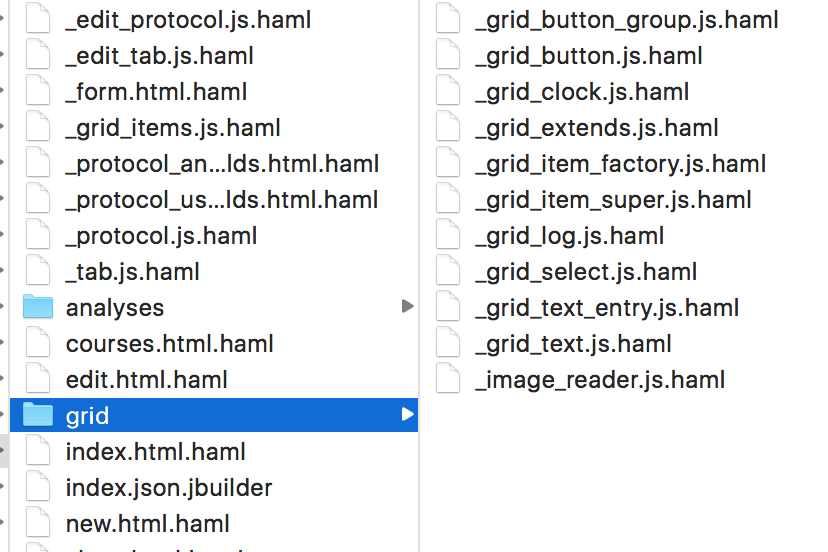 _edit_protocol.js.haml
_edit_tab.js.haml
_form.html.haml
_grid_items.js.haml
_protocol_an...lds.html.haml
_protocol_us...lds.html.haml
_protocol.js.haml
_tab.js.haml
analyses
courses.html.haml
edit.html.haml
grid
index.html.haml
index.json.jbuilder
new.html.haml
_grid_button_group.js.haml
_grid_button.js.haml
_grid_clock.js.haml
_grid_extends.js.haml
_grid_item_factory.js.haml
_grid_item_super.js.haml
_grid_log.js.haml
_grid_select.js.haml
_grid_text_entry.js.haml
_grid_text.js.haml
_image_reader.js.haml